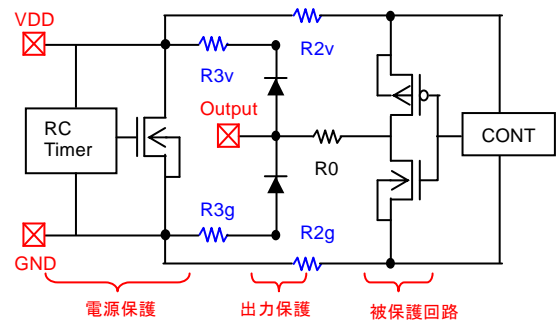 VDD
R2v
R3v
Output
RC
Timer
R0
CONT
R3g
R2g
GND
電源保護
出力保護
被保護回路